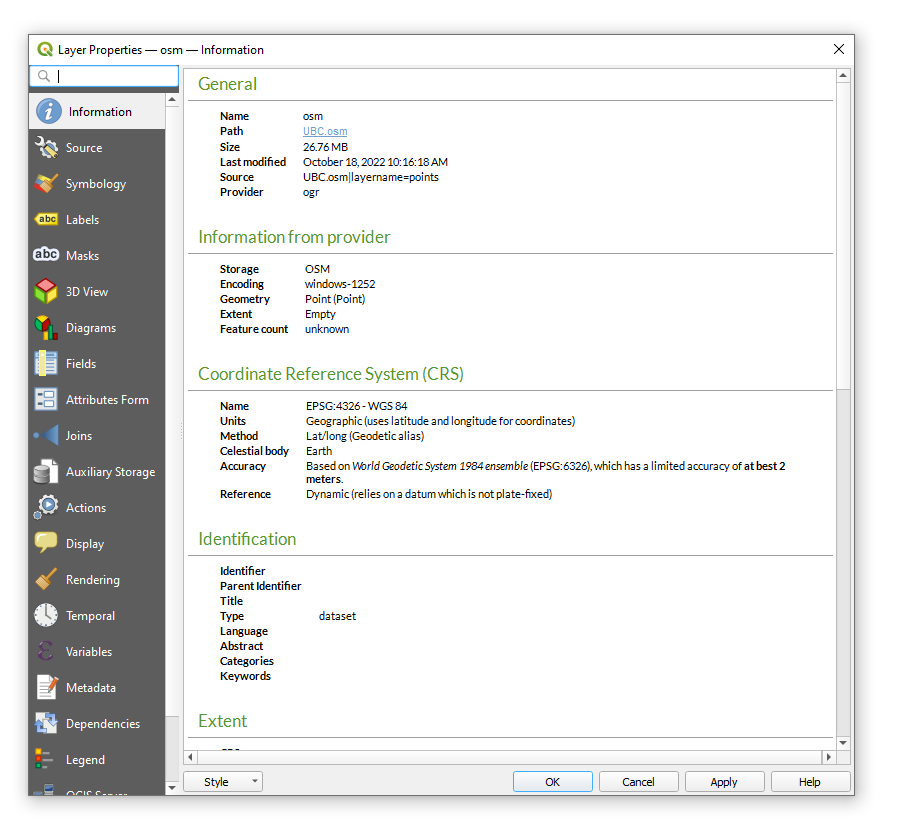 Layer Properties — osm — Information
Information
Source
Symbology
abc Labels
abc Masks
3D View
Diagrams
Fields
Attributes Form
Joins
Auxiliary Storage
Actions
Display
Rendering
Temporal
Variables
Metadata
Dependencies
Legend
General
Name osm
Path UBC.osm
Size 26.76 MB
Last modified October 18, 2022 10:16:18 AM
Source UBC.osm|layername=points
Provider ogr
Information from provider
Storage OSM
Encoding windows-1252
Geometry Point (Point)
Extent Empty
Feature count unknown
Coordinate Reference System (CRS)
Name EPSG:4326 - WGS 84
Units Geographic (uses latitude and longitude for coordinates)
Method Lat/long (Geodetic alias)
Celestial body Earth
Accuracy Based on World Geodetic System 1984 ensemble (EPSG:6326), which has a limited accuracy of at best 2
meters.
Reference Dynamic (relies on a datum which is not plate-fixed)
Identification
Identifier
Parent Identifier
Title
Type dataset
Language
Abstract
Categories
Keywords
Extent
Style OK Cancel Apply Help